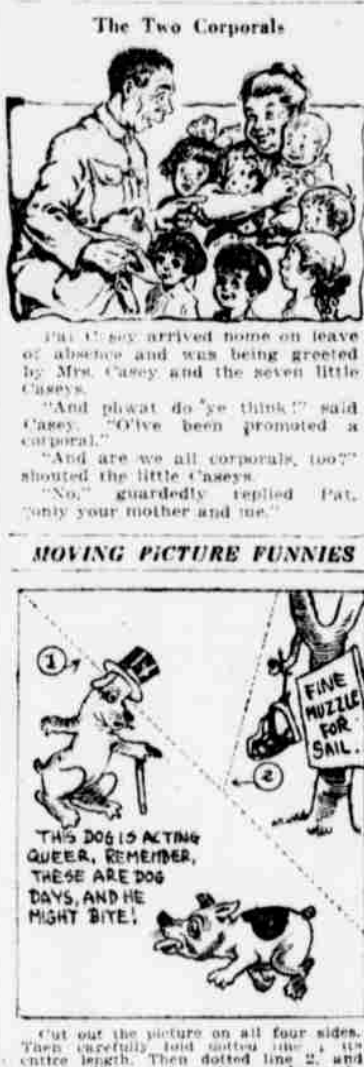 The Two Corporals
Pat Casey arrived home on leave
of absence and was being greeted
by Mrs. Casey and the seven little
Caseys.
"And phwat do ye think!" said
Casey. "O'ive been promoted a
corporal."
"And are we all corporals, too?"
shouted the little Caseys.
"No," guardedly replied Pat,
"only your mother and me."
MOVING PICTURE FUNNIES
1
FINE
MUZZLE
FOR
SAIL.
2
THIS DOG IS ACTING
QUEER, REMEMBER,
THESE ARE DOG
DAYS, AND HE
MIGHT BITE!
Cut out the picture on all four sides.
Then carefully fold dotted line 1 its
entire length. Then dotted line 2, and